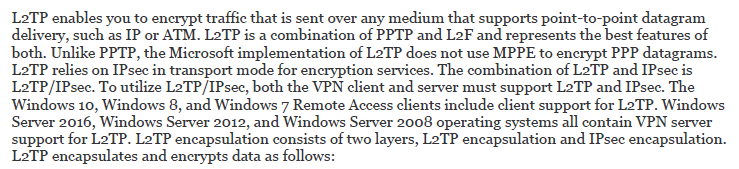 L2TP enables you to encrypt traffic that is sent over any medium that supports point-to-point datagram
delivery, such as IP or ATM. L2TP is a combination of PPTP and L2F and represents the best features of
both. Unlike PPTP, the Microsoft implementation of L2TP does not use MPPE to encrypt PPP datagrams.
L2TP relies on IPsec in transport mode for encryption services. The combination of L2TP and IPsec is
L2TP/IPsec. To utilize L2TP/IPsec, both the VPN client and server must support L2TP and IPsec. The
Windows 10, Windows 8, and Windows 7 Remote Access clients include client support for L2TP. Windows
Server 2016, Windows Server 2012, and Windows Server 2008 operating systems all contain VPN server
support for L2TP. L2TP encapsulation consists of two layers, L2TP encapsulation and IPsec encapsulation.
L2TP encapsulates and encrypts data as follows: